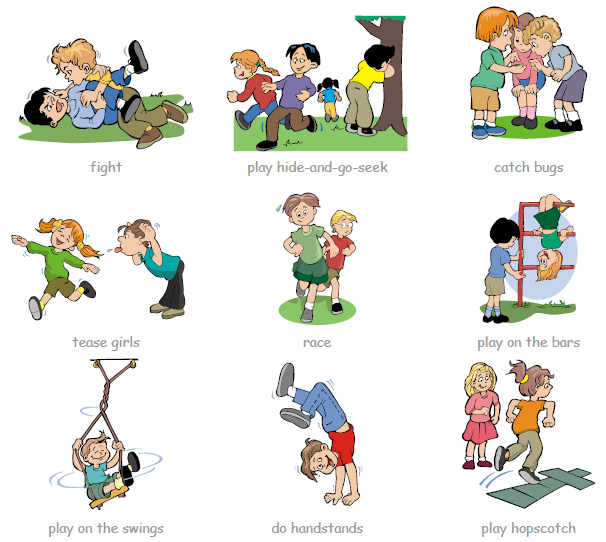 fight
play hide-and-go-seek
catch bugs
tease girls
race
play on the bars
play on the swings
do handstands
play hopscotch